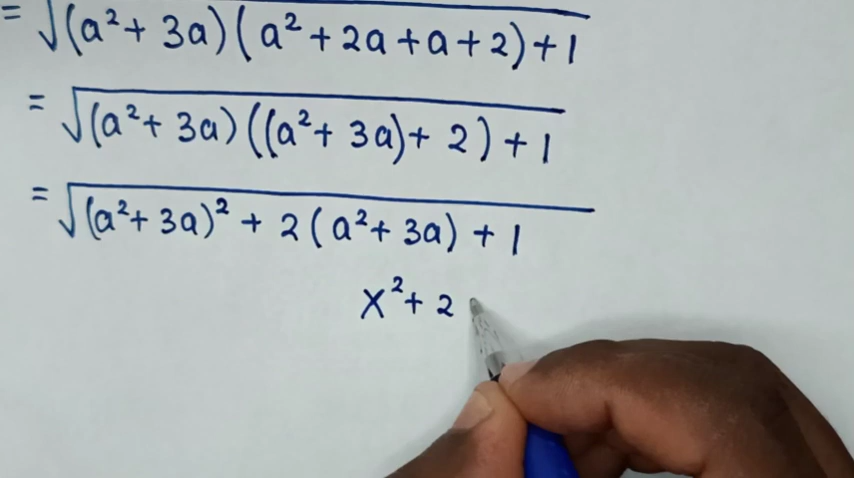 = √(a² + 3a)(a² + 2a + a + 2) + 1
= √(a² + 3a)((a² + 3a) + 2) + 1
= √(a² + 3a)² + 2(a² + 3a) + 1
x² + 2